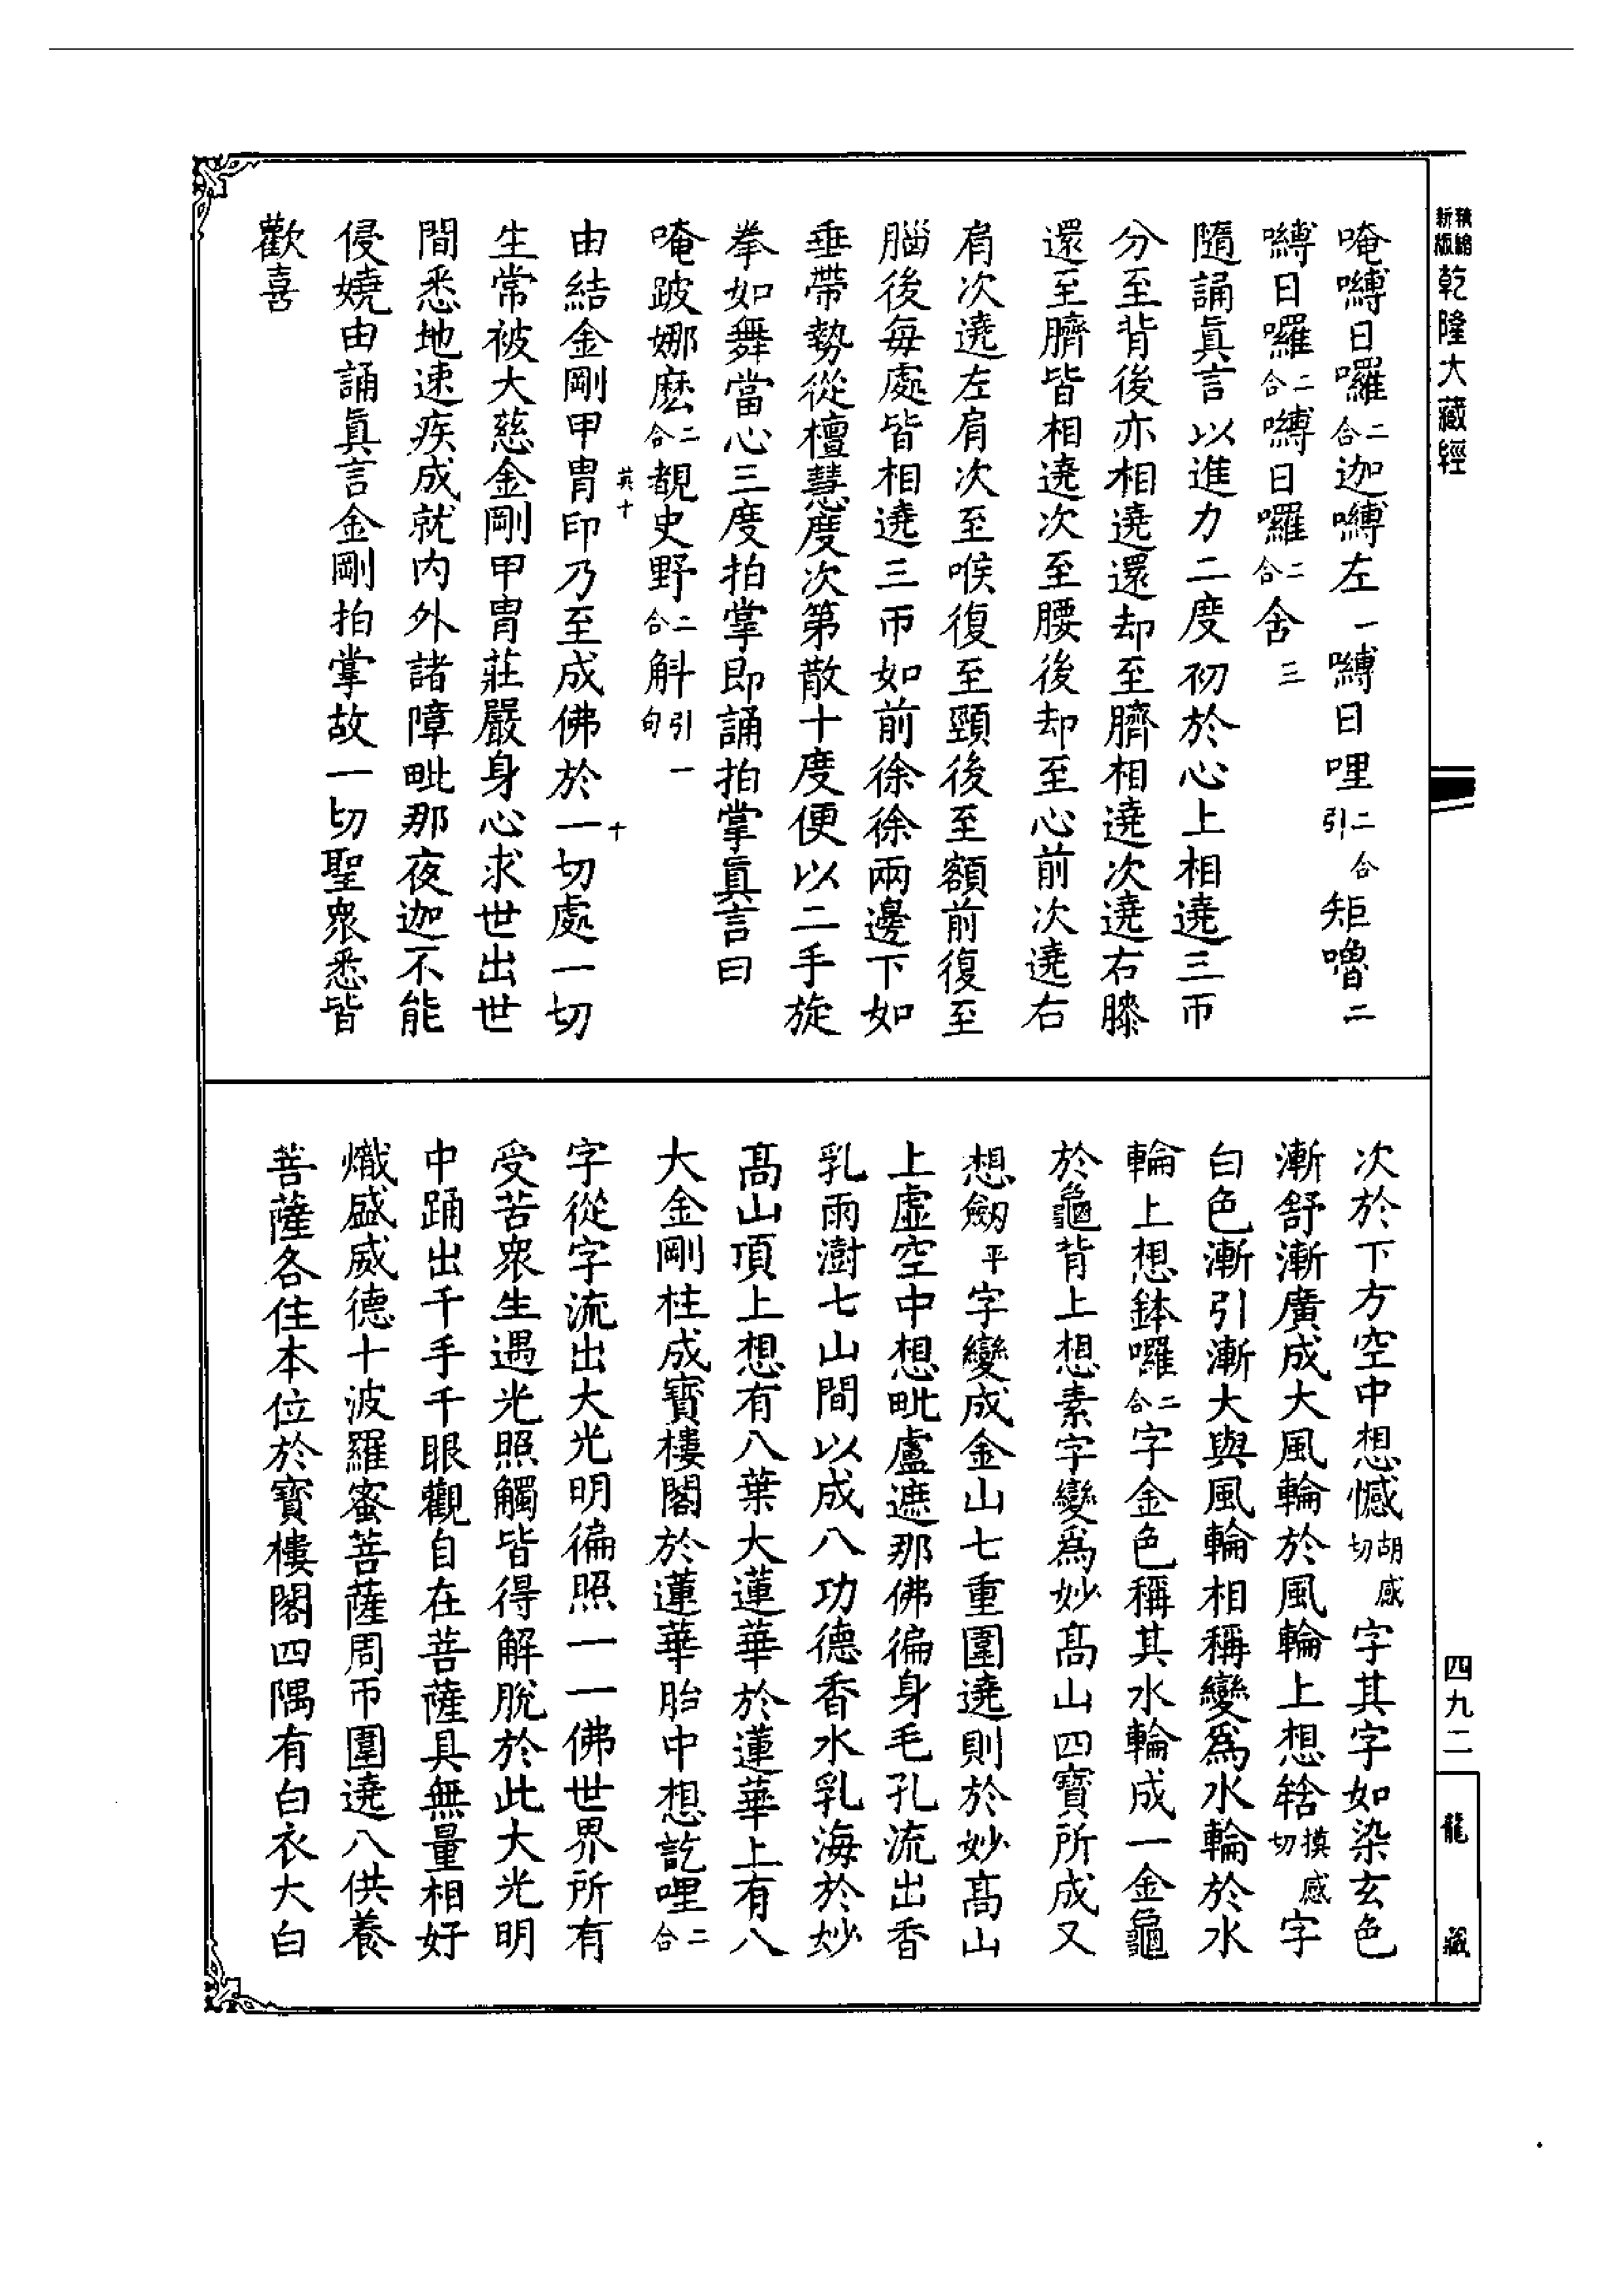 精繪新版乾隆大藏經
唵嚩日囉二合迦嚩左一嚩日哩二合引矩嚕二
嚩日囉二合嚩日囉二合舍三
隨誦眞言以進力二度初於心上相遶三帀
分至背後亦相遶還却至臍相遶次遶右膝
還至臍皆相遶次至腰後却至心前次遶右
肩次遶左肩次至喉復至頸後至額前復至
腦後每處皆相遶三帀如前徐徐兩邊下如
垂帶勢從檀慧度次第散十度便以二手旋
拳如舞當心三度拍掌即誦拍掌眞言曰
唵跛娜麽二合覩史野二合斛引句一
由結金剛甲冑印乃至成佛於一切處一切
生常被大慈金剛甲冑莊嚴身心求世出世
間悉地速疾成就內外諸障毗那夜迦不能
侵嬈由誦眞言金剛拍掌故一切聖衆悉皆
歡喜
次於下方空中想憾胡感切字其字如染玄色
漸舒漸廣成大風輪於風輪上想𤚥摸感切字
白色漸引漸大與風輪相稱變爲水輪於水
輪上想鉢囉二合字金色稱其水輪成一金龜
於龜背上想素字變爲妙高山四寶所成又
想劒平字變成金山七重圍遶則於妙高山
上虛空中想毗盧遮那佛徧身毛孔流出香
乳雨澍七山間以成八功德香水乳海於妙
高山頂上想有八葉大蓮華於蓮華上有八
大金剛柱成寶樓閣於蓮華胎中想訖哩二合
字從字流出大光明徧照一一佛世界所有
受苦衆生遇光照觸皆得解脫於此大光明
中踊出千手千眼觀自在菩薩具無量相好
熾盛威德十波羅蜜菩薩周帀圍遶八供養
菩薩各住本位於寶樓閣四隅有白衣大白
四九二
龍藏